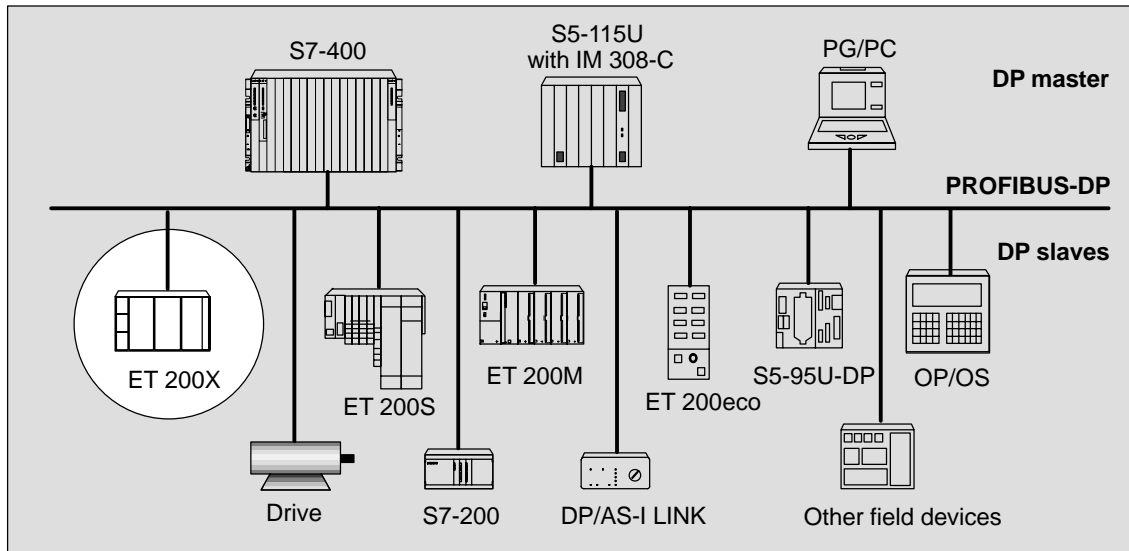 S7-400
S5-115U
with IM 308-C
PG/PC
DP master
PROFIBUS-DP
DP slaves
ET 200X
ET 200S
ET 200M
ET 200eco
S5-95U-DP
OP/OS
Drive
S7-200
DP/AS-I LINK
Other field devices